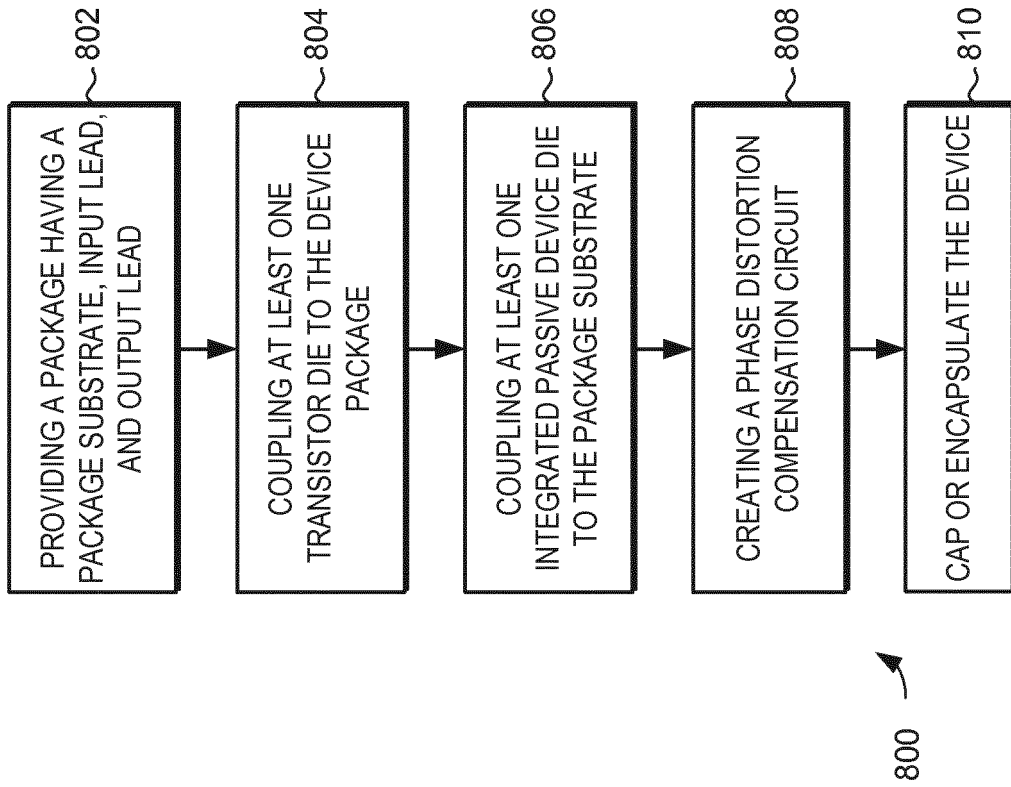 802
PROVIDING A PACKAGE HAVING A
PACKAGE SUBSTRATE, INPUT LEAD,
AND OUTPUT LEAD
804
COUPLING AT LEAST ONE
TRANSISTOR DIE TO THE DEVICE
PACKAGE
806
COUPLING AT LEAST ONE
INTEGRATED PASSIVE DEVICE DIE
TO THE PACKAGE SUBSTRATE
808
CREATING A PHASE DISTORTION
COMPENSATION CIRCUIT
810
CAP OR ENCAPSULATE THE DEVICE
800